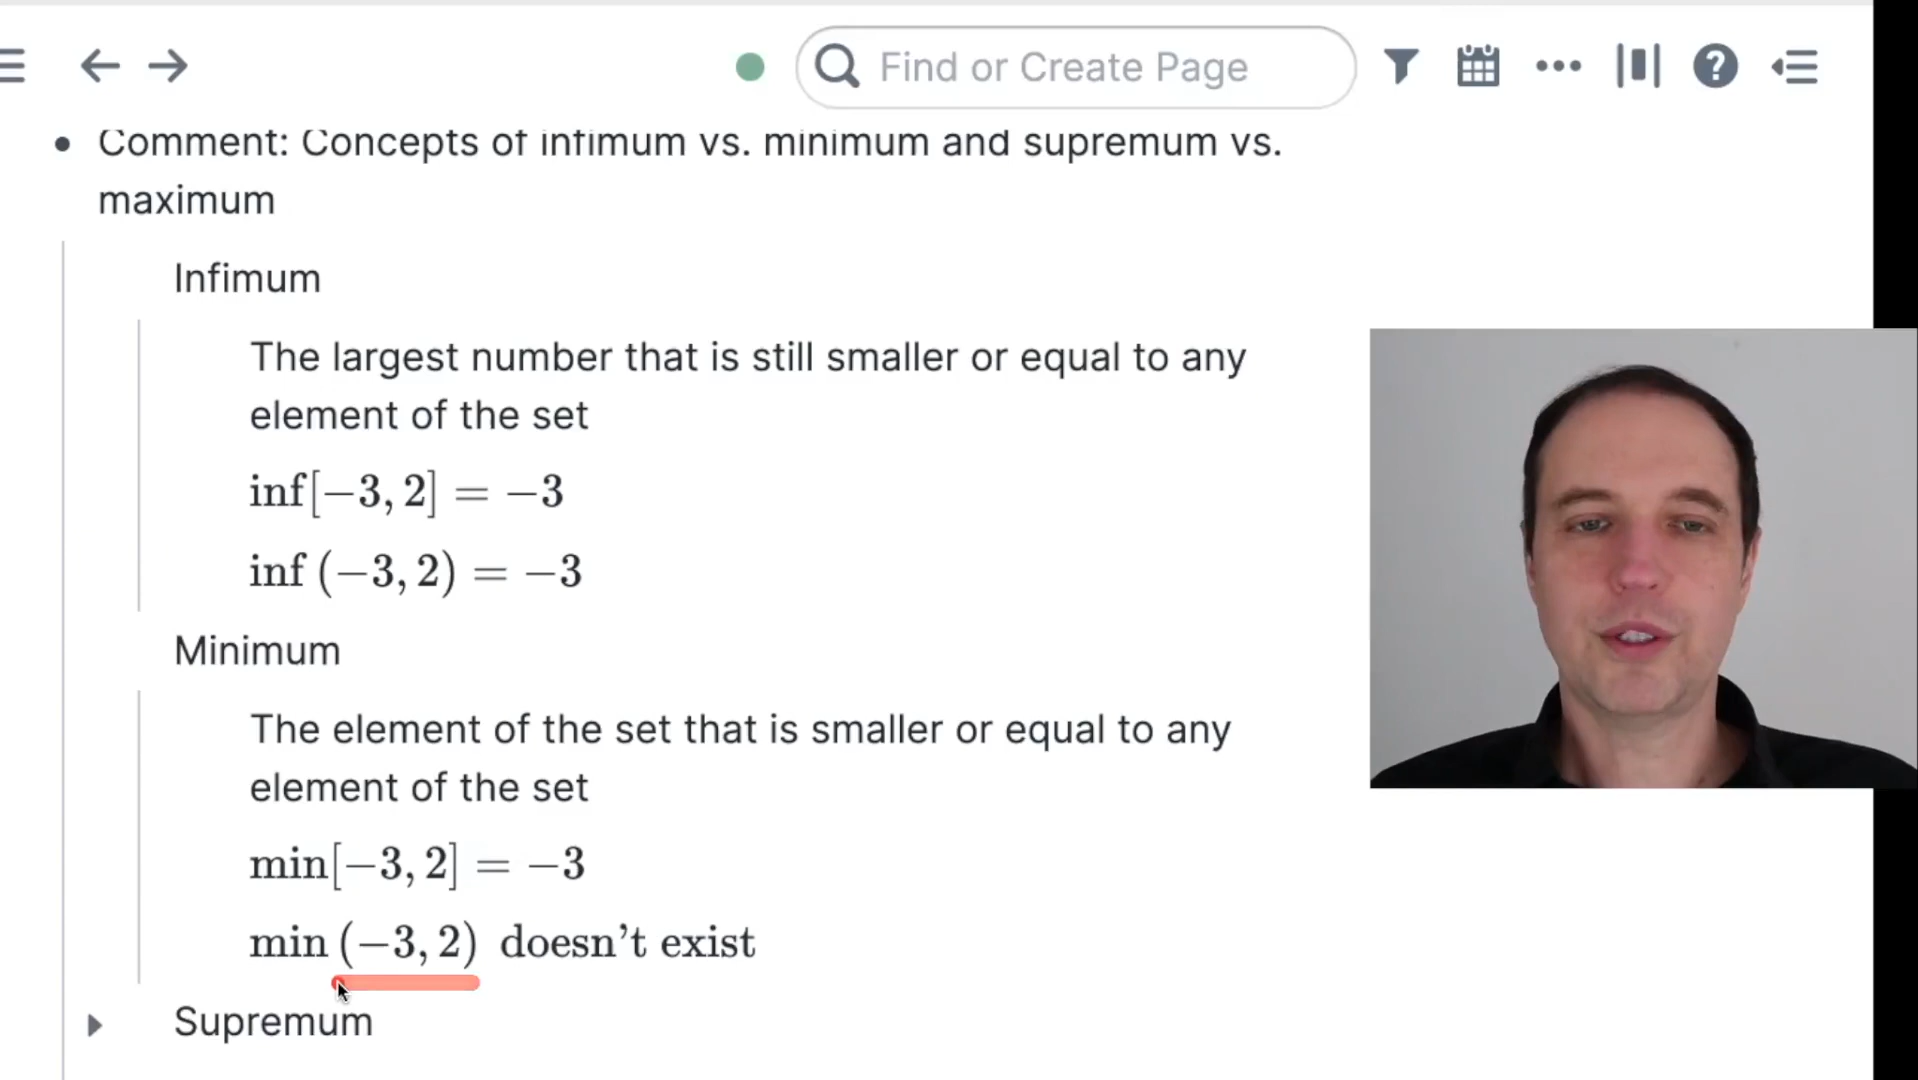 Find or Create Page
Comment: Concepts of infimum vs. minimum and supremum vs.
maximum
Infimum
The largest number that is still smaller or equal to any
element of the set
inf[−3, 2] = −3
inf (−3, 2) = −3
Minimum
The element of the set that is smaller or equal to any
element of the set
min[−3, 2] = −3
min (−3, 2) doesn’t exist
Supremum